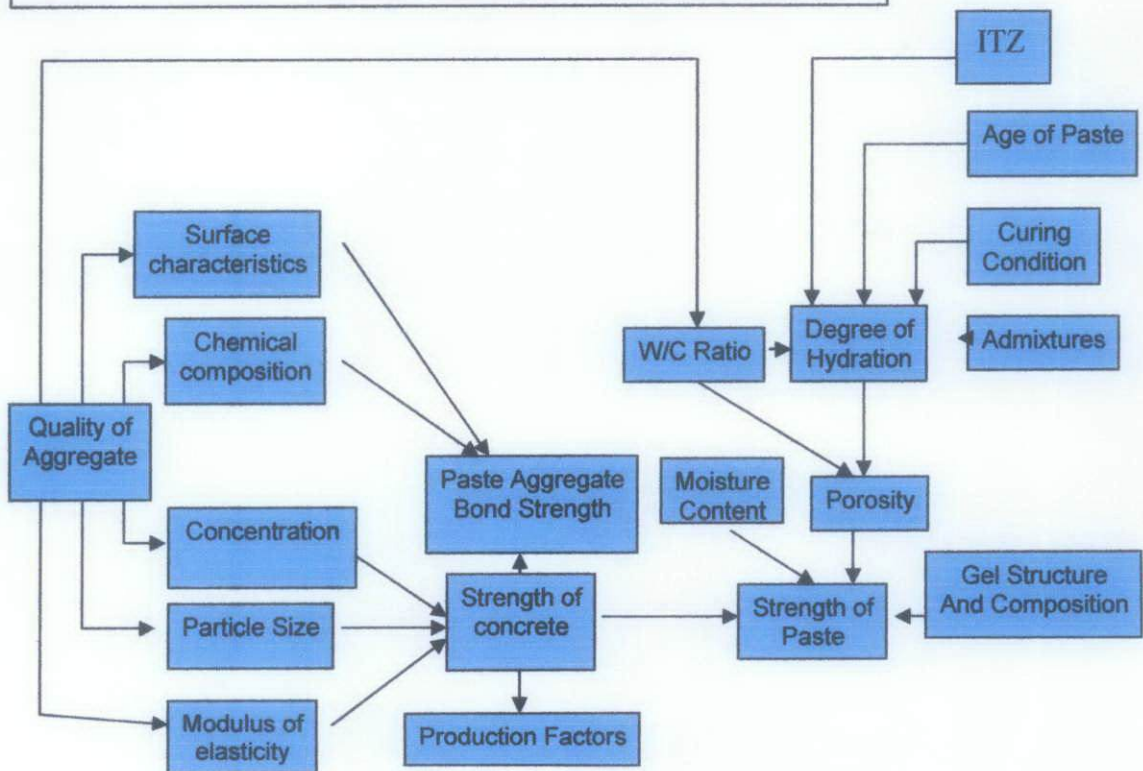 ITZ
Age of Paste
Surface
characteristics
Curing
Condition
Chemical
composition
W/C Ratio
Degree of
Hydration
Admixtures
Quality of
Aggregate
Paste Aggregate
Bond Strength
Moisture
Content
Porosity
Concentration
Strength of
concrete
Gel Structure
And Composition
Particle Size
Strength of
Paste
Modulus of
elasticity
Production Factors